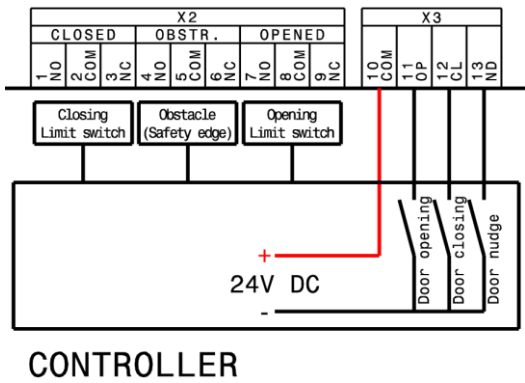 X2
X3
CLOSED OBSTR. OPENED
1 NO
2 COM
3 NC
4 NO
5 COM
6 NC
7 NO
8 COM
9 NC
10 COM
11 OP
12 CL
13 ND
Closing
Limit switch
Obstacle
(Safety edge)
Opening
Limit switch
Door opening
Door closing
Door nudge
+
24V DC
-
CONTROLLER